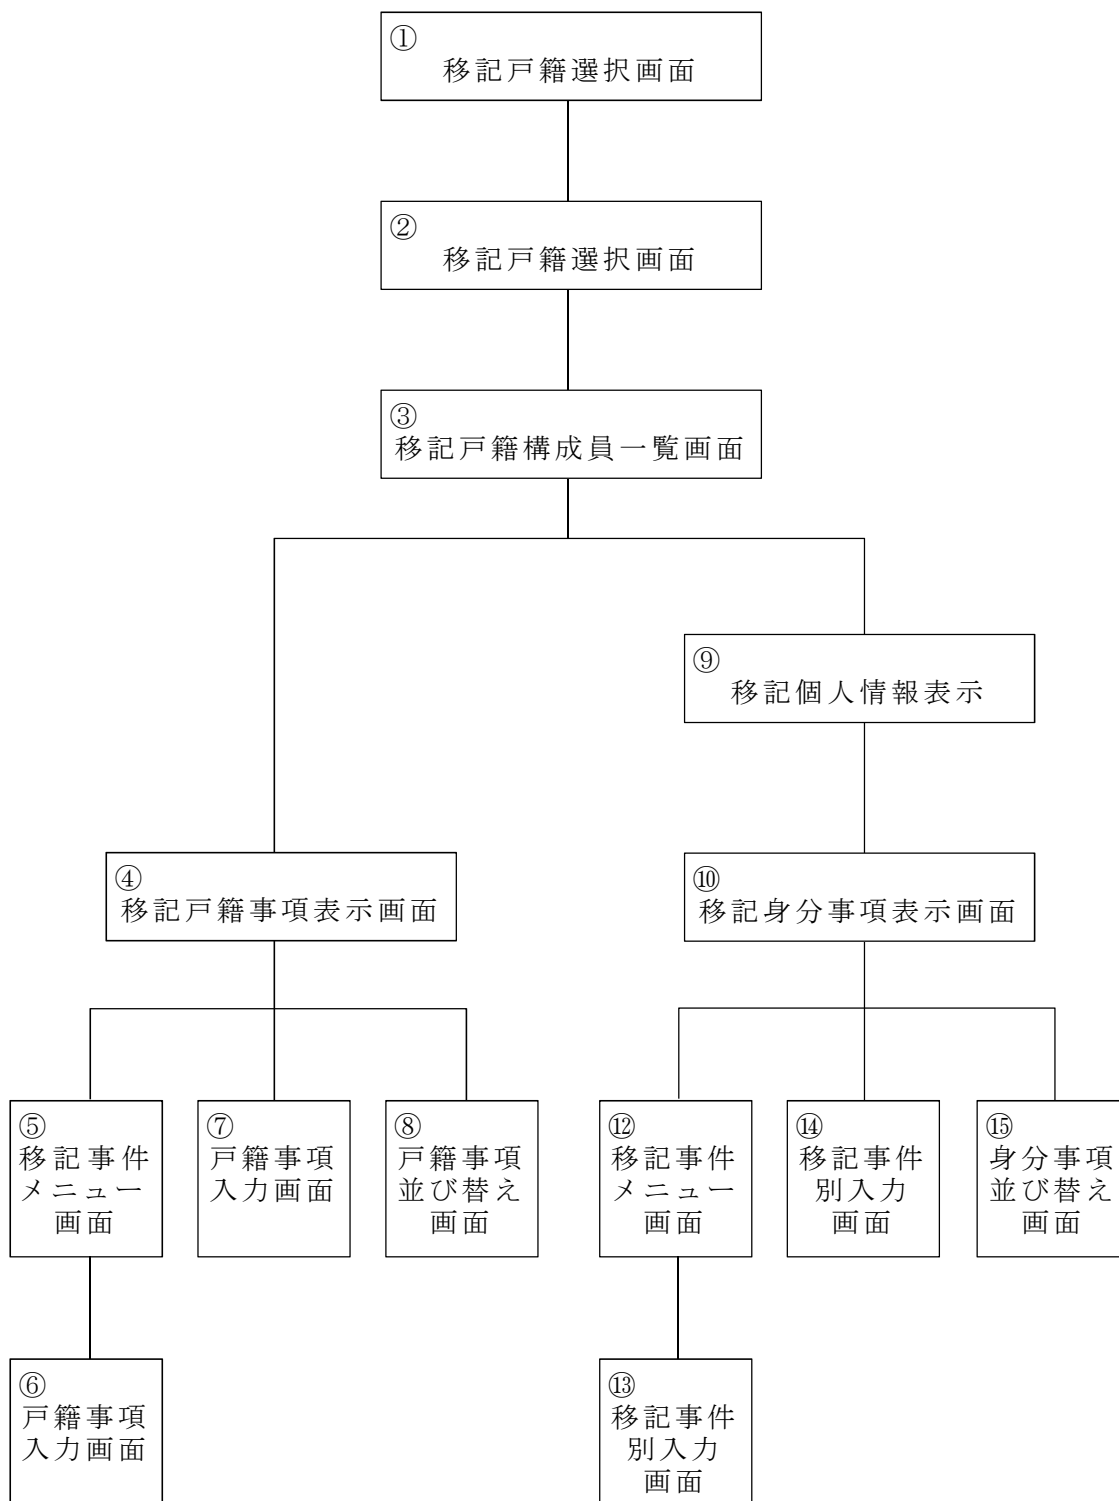 ①
移記戸籍選択画面
②
移記戸籍選択画面
③
移記戸籍構成員一覧画面
⑨
移記個人情報表示
④
移記戸籍事項表示画面
⑩
移記身分事項表示画面
⑤
移記事件
メニュー
画面
⑦
戸籍事項
入力画面
⑧
戸籍事項
並び替え
画面
⑫
移記事件
メニュー
画面
⑭
移記事件
別入力
画面
⑮
身分事項
並び替え
画面
⑥
戸籍事項
入力画面
⑬
移記事件
別入力
画面